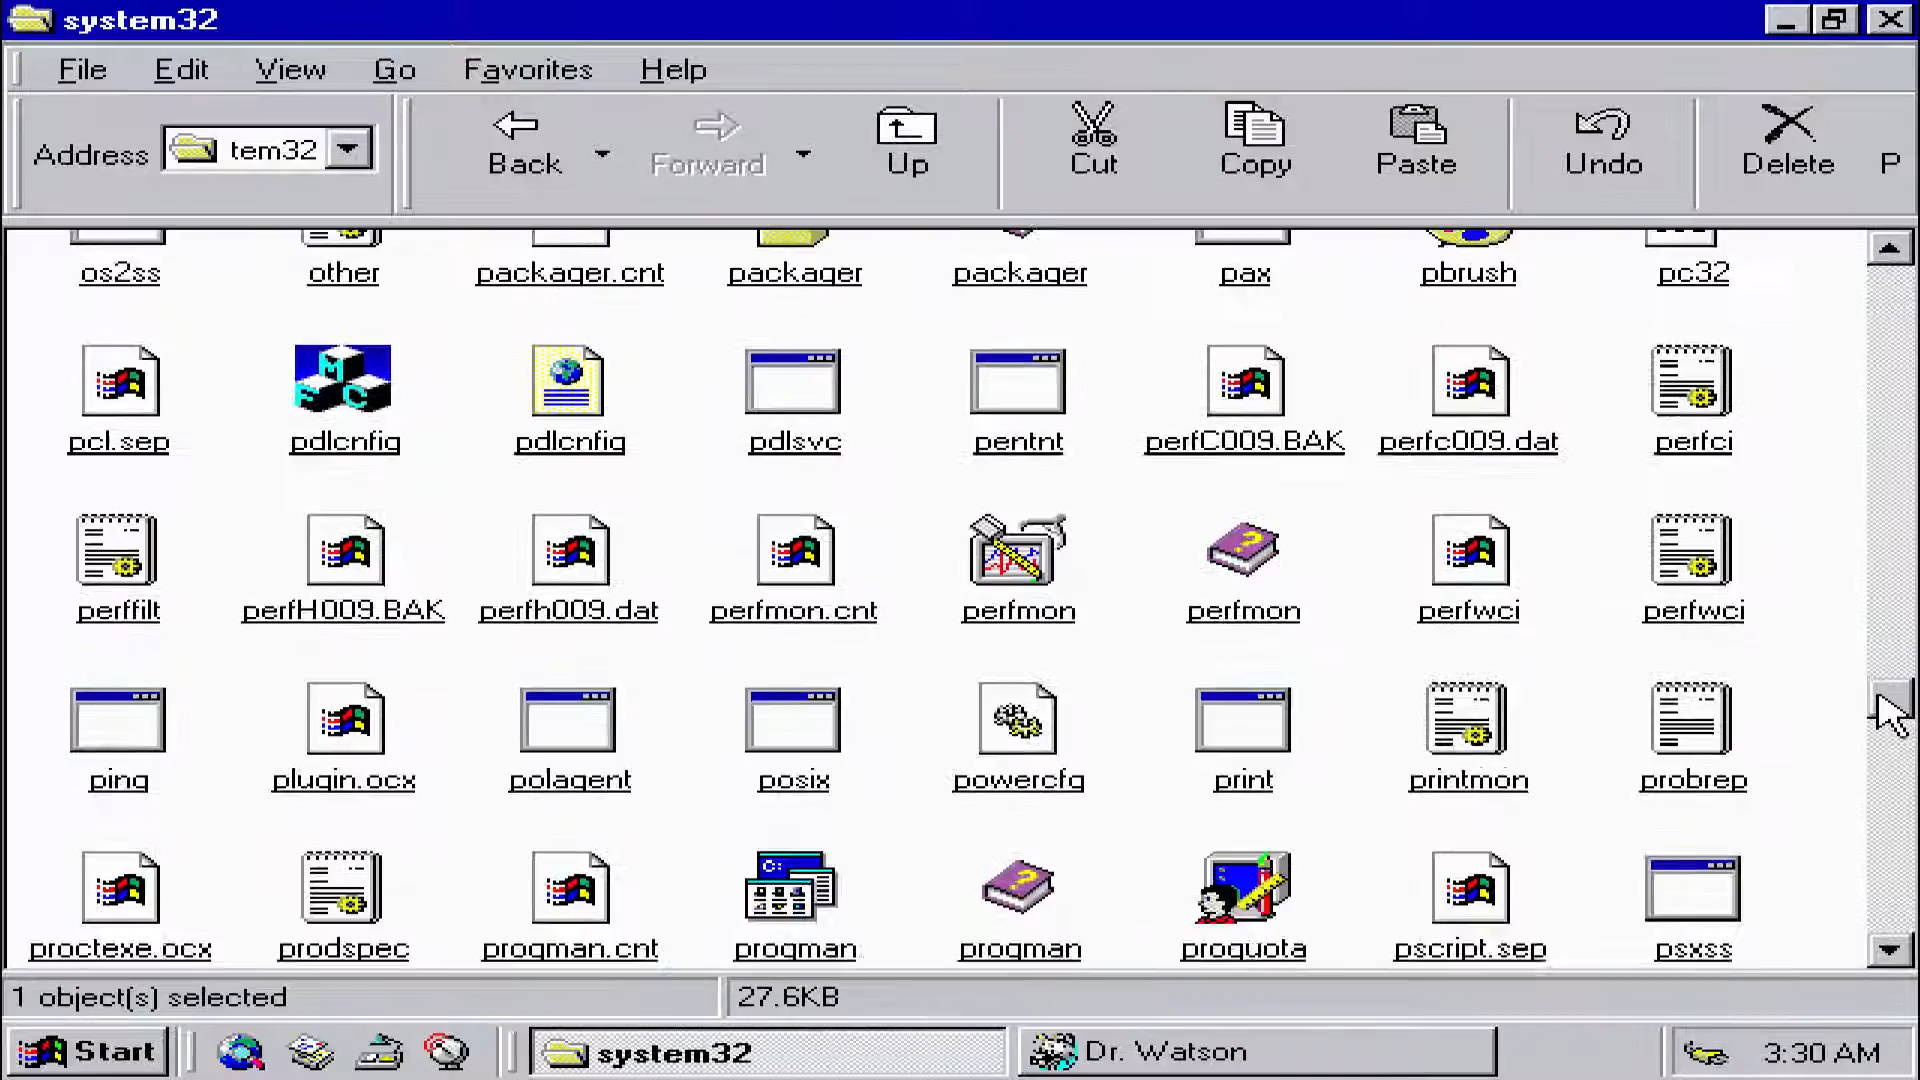 system32
File Edit View Go Favorites Help
Address tem32 Back Forward Up Cut Copy Paste Undo Delete P
os2ss other packager.cnt packager packager pax pbrush pc32
pcl.sep pdlcnfig pdlcnfig pdlsvc pentnt perfC009.BAK perfc009.dat perfci
perffilt perfH009.BAK perfh009.dat perfmon.cnt perfmon perfmon perfwci perfwci
ping plugin.ocx polagent posix powercfg print printmon probrep
proctexe.ocx prodspec progman.cnt progman progman proquota pscript.sep psxss
1 object(s) selected 27.6KB
Start system32 Dr. Watson 3:30 AM